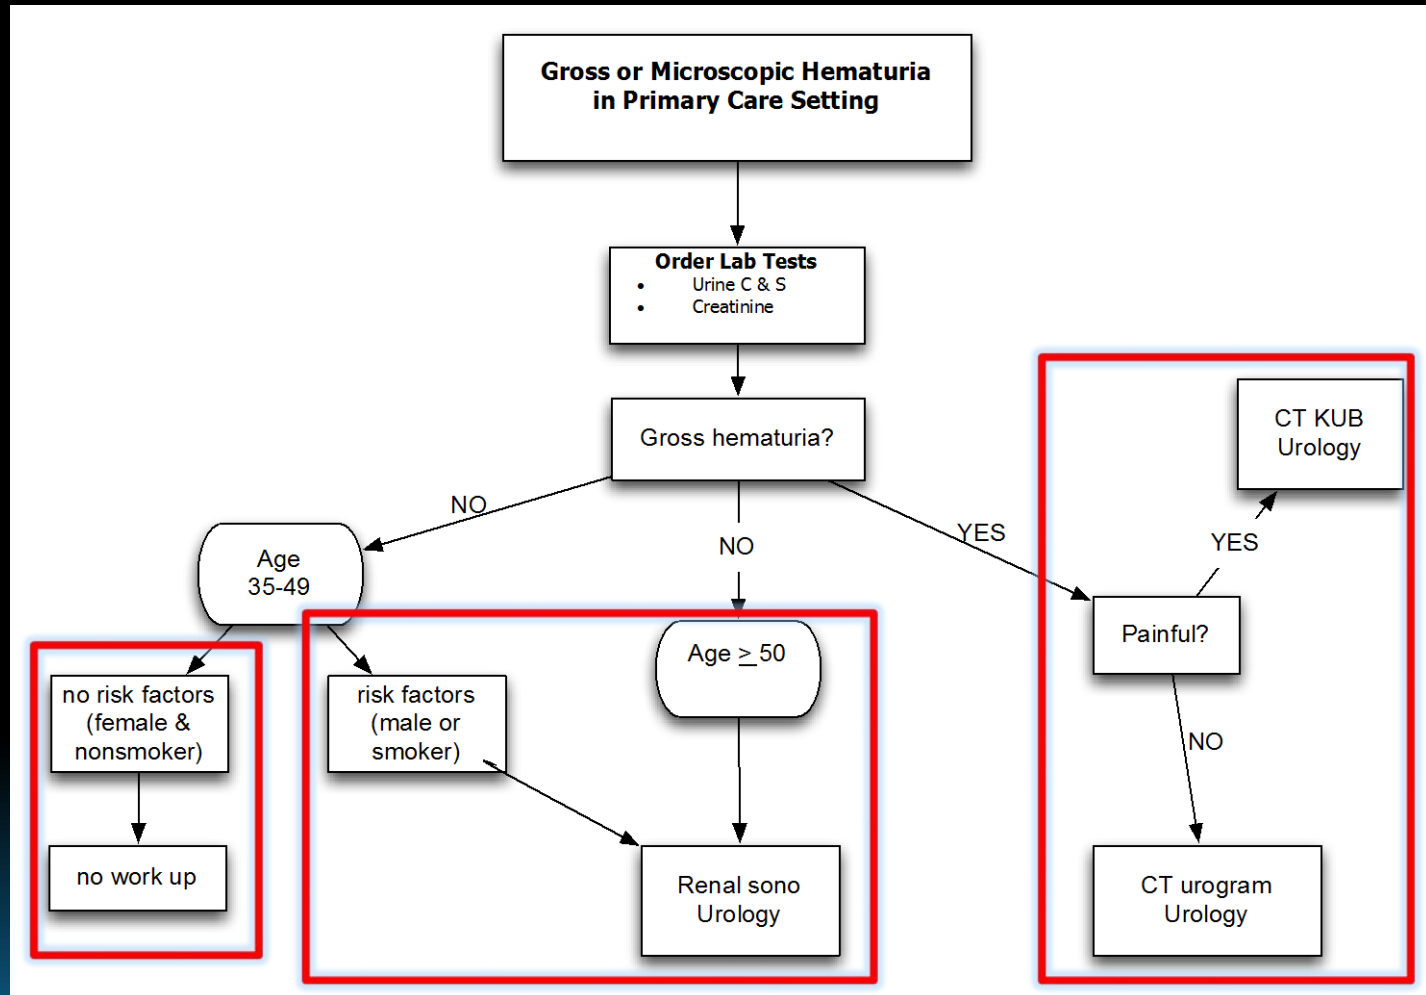 Gross or Microscopic Hematuria
in Primary Care Setting
Order Lab Tests
• Urine C & S
• Creatinine
Gross hematuria?
NO
NO
YES
Age
35-49
Age ≥ 50
no risk factors
(female &
nonsmoker)
risk factors
(male or
smoker)
no work up
Renal sono
Urology
Painful?
YES
CT KUB
Urology
NO
CT urogram
Urology